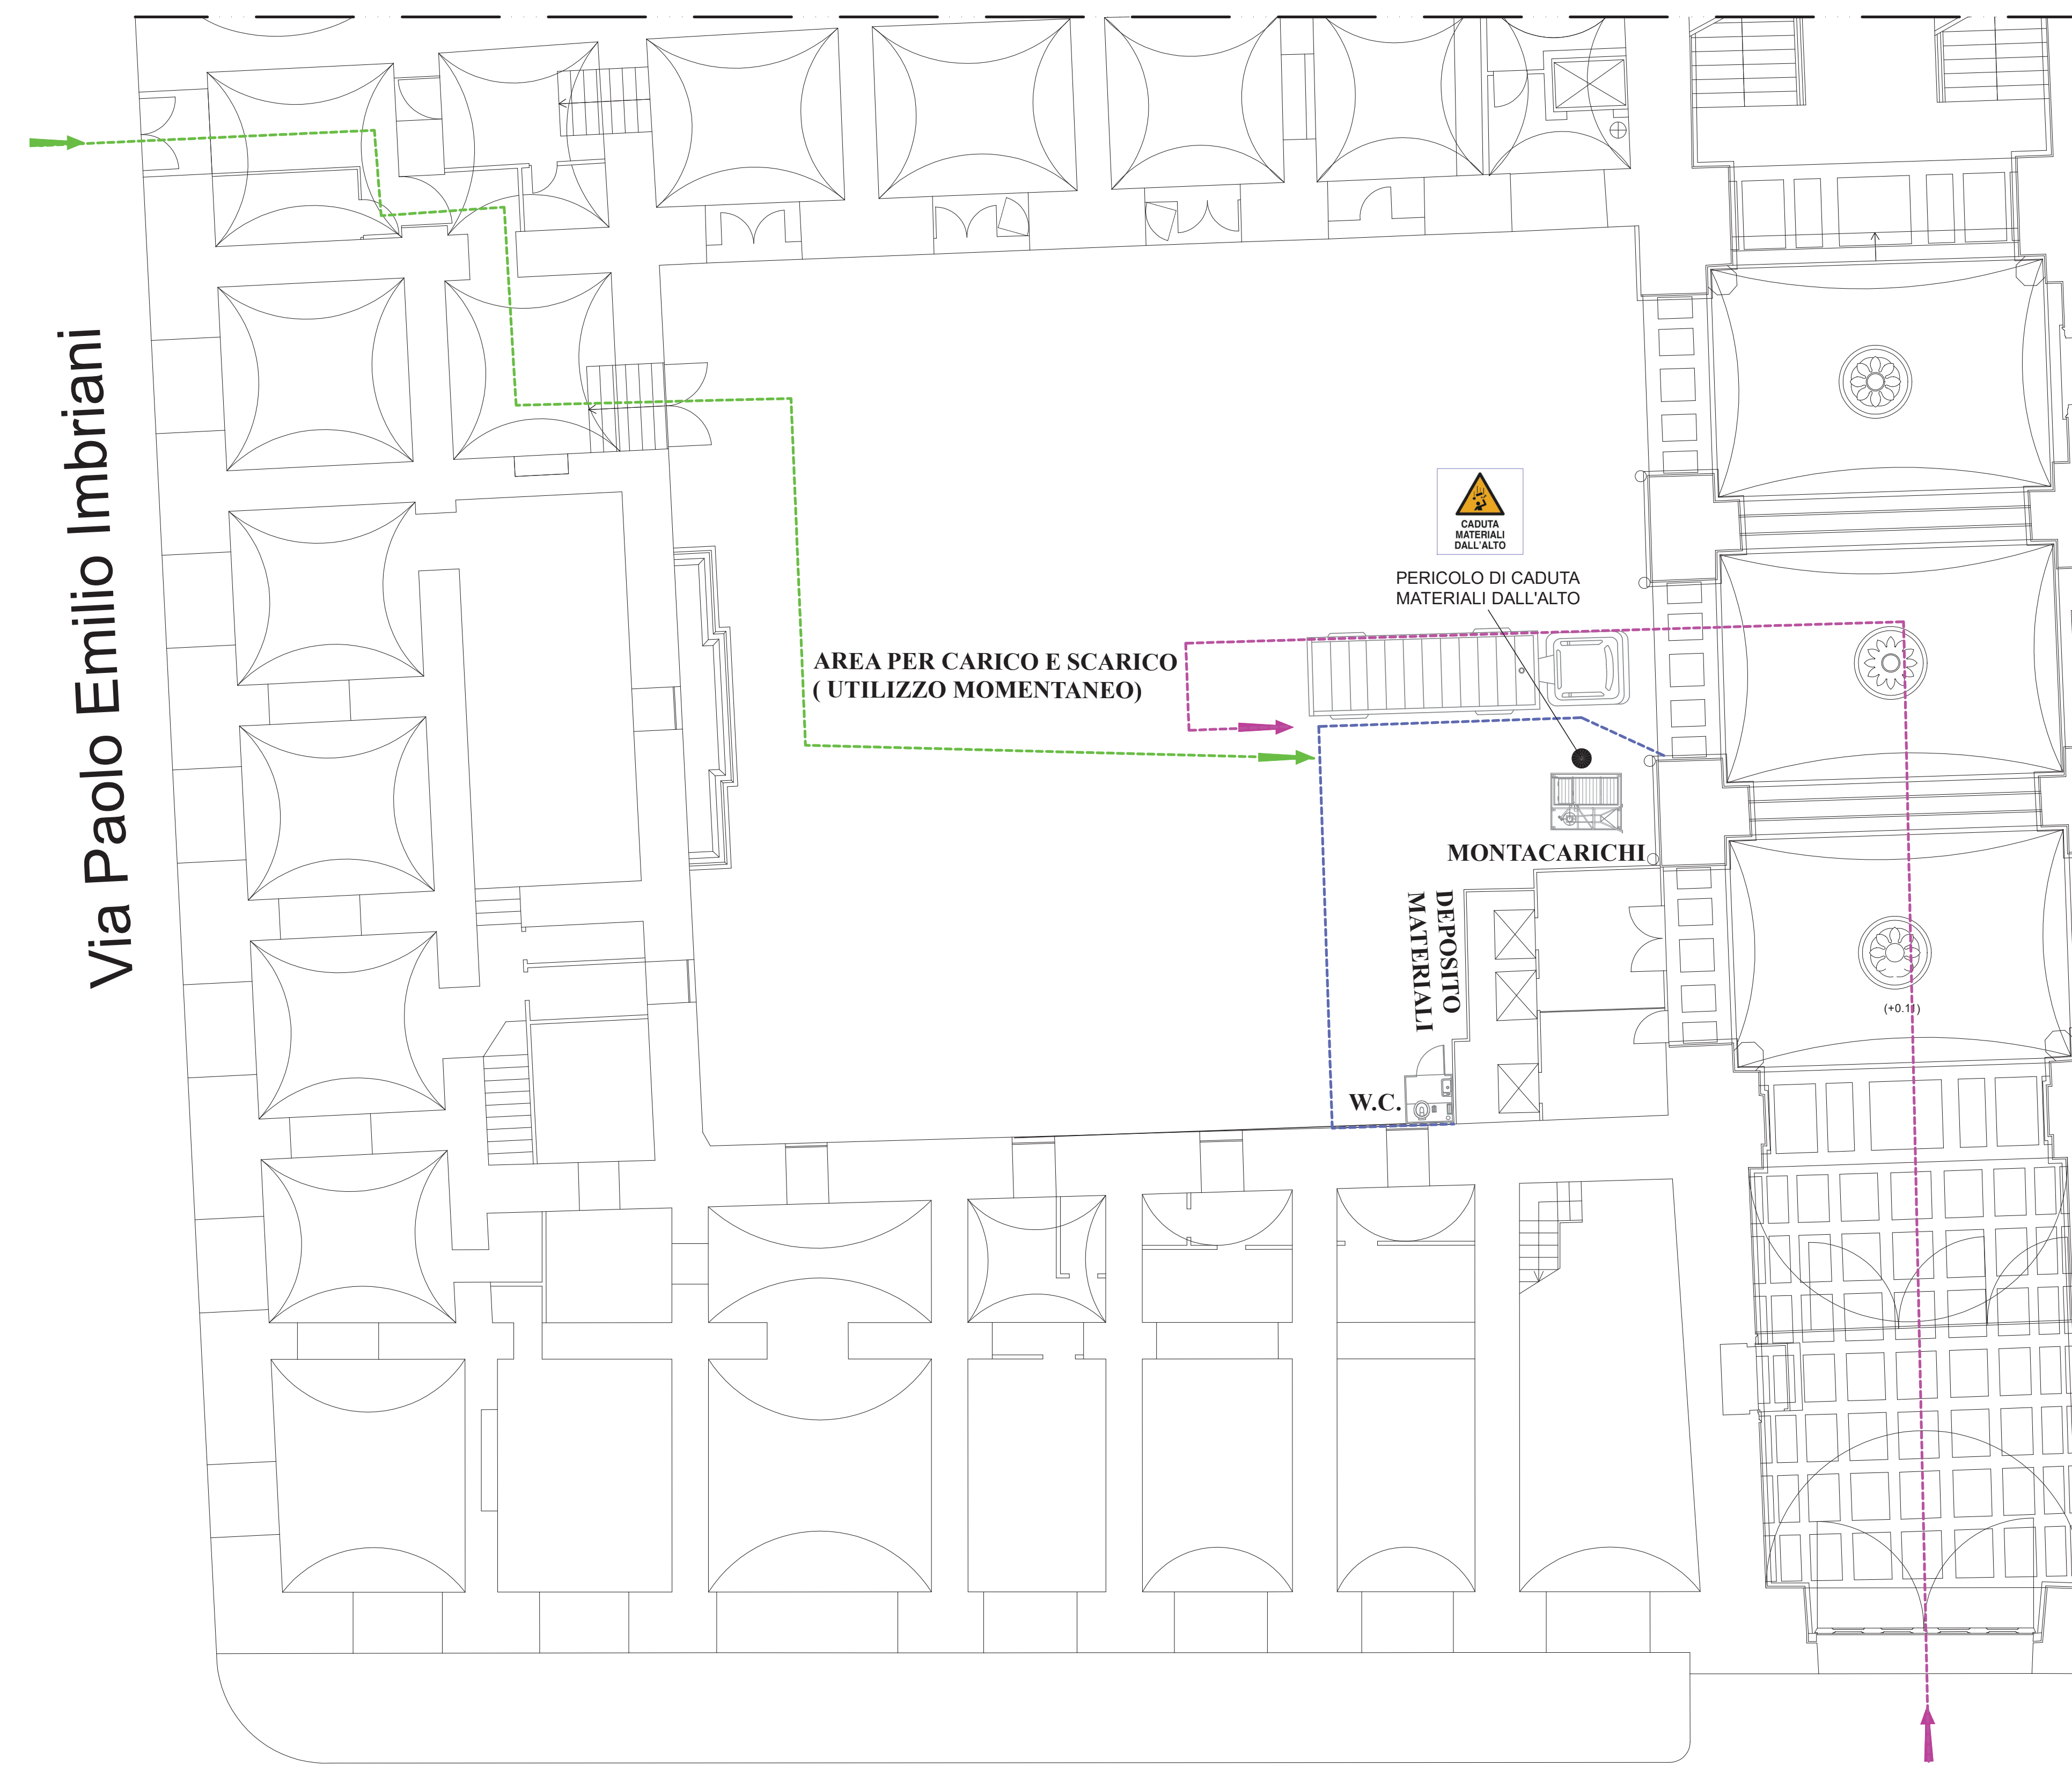 Via Paolo Emilio Imbriani
CADUTA
MATERIALI
DALL'ALTO
PERICOLO DI CADUTA
MATERIALI DALL'ALTO
AREA PER CARICO E SCARICO
( UTILIZZO MOMENTANEO)
MONTACARICHI
DEPOSITO
MATERIALI
W.C.
(+0.11)